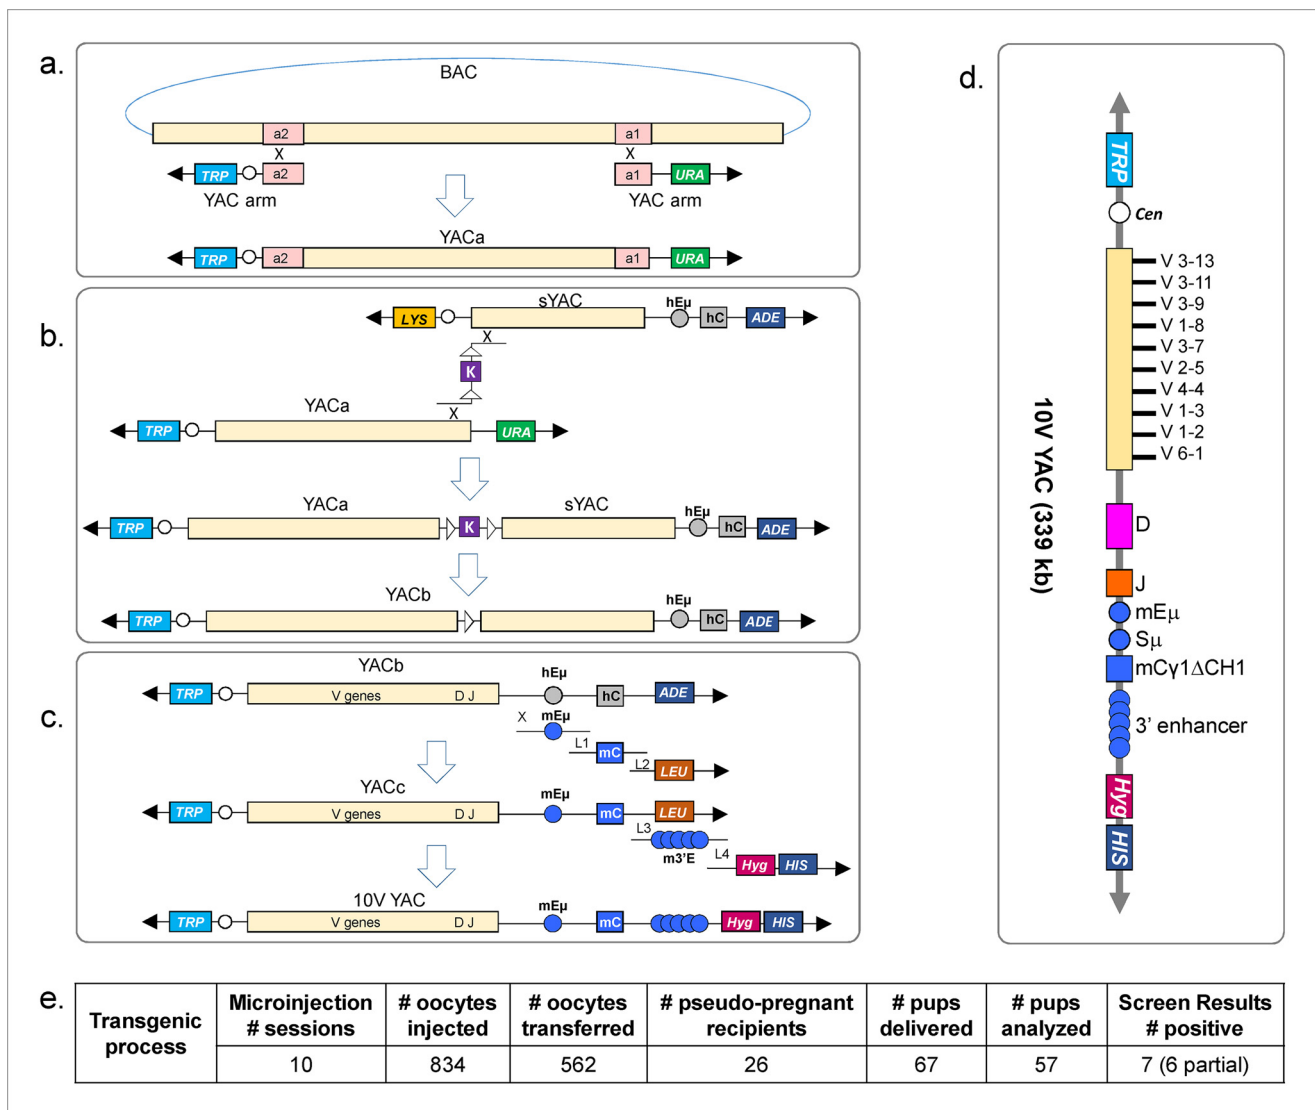 a.
BAC
a2
a1
X
X
TRP
a2
a1
URA
YAC arm
YAC arm
YACa
TRP
a2
a1
URA
b.
sYAC
hEμ
LYS
hC
ADE
X
K
YACa
X
TRP
URA
YACa
sYAC
hEμ
TRP
K
hC
ADE
YACb
hEμ
TRP
hC
ADE
c.
YACb
hEμ
TRP
V genes
D J
hC
ADE
X
mEμ
L1
mC
L2
LEU
YACc
mEμ
TRP
V genes
D J
mC
LEU
L3
m3'E
L4
Hyg
HIS
10V YAC
mEμ
TRP
V genes
D J
mC
Hyg
HIS
d.
10V YAC (339 kb)
TRP
Cen
V 3-13
V 3-11
V 3-9
V 1-8
V 3-7
V 2-5
V 4-4
V 1-3
V 1-2
V 6-1
D
J
mEμ
Sμ
mCγ1ΔCH1
3' enhancer
Hyg
HIS
e.
Transgenic
process
Microinjection
# sessions
# oocytes
injected
# oocytes
transferred
# pseudo-pregnant
recipients
# pups
delivered
# pups
analyzed
Screen Results
# positive
10
834
562
26
67
57
7 (6 partial)